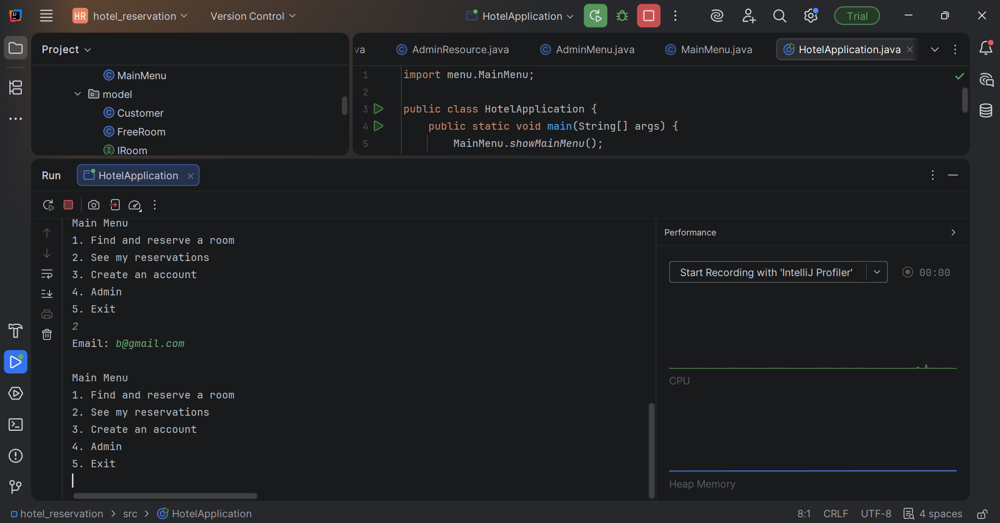 HR hotel_reservation Version Control HotelApplication Trial
Project
MainMenu
model
Customer
FreeRoom
IRoom
va AdminResource.java AdminMenu.java MainMenu.java HotelApplication.java
1 import menu.MainMenu;
2
3 public class HotelApplication {
4 public static void main(String[] args) {
5 MainMenu.showMainMenu();
Run HotelApplication
Main Menu
1. Find and reserve a room
2. See my reservations
3. Create an account
4. Admin
5. Exit
2
Email: b@gmail.com
Main Menu
1. Find and reserve a room
2. See my reservations
3. Create an account
4. Admin
5. Exit
Performance
Start Recording with 'IntelliJ Profiler' 00:00
CPU
Heap Memory
hotel_reservation > src > HotelApplication 8:1 CRLF UTF-8 4 spaces